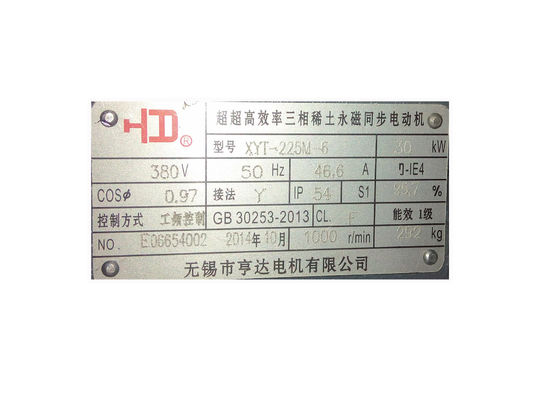 ® 超超高效率三相稀土永磁同步电动机
型号 XYT-225M-6 30 kW
380V 50 Hz 46.6 A D-IE4
COSφ 0.97 接法 Y IP 54 S1 95.7 %
控制方式 工频控制 GB 30253-2013 CL. F 能效 1级
NO. E06654002 2014年10月 1000 r/min 292 kg
无锡市亨达电机有限公司